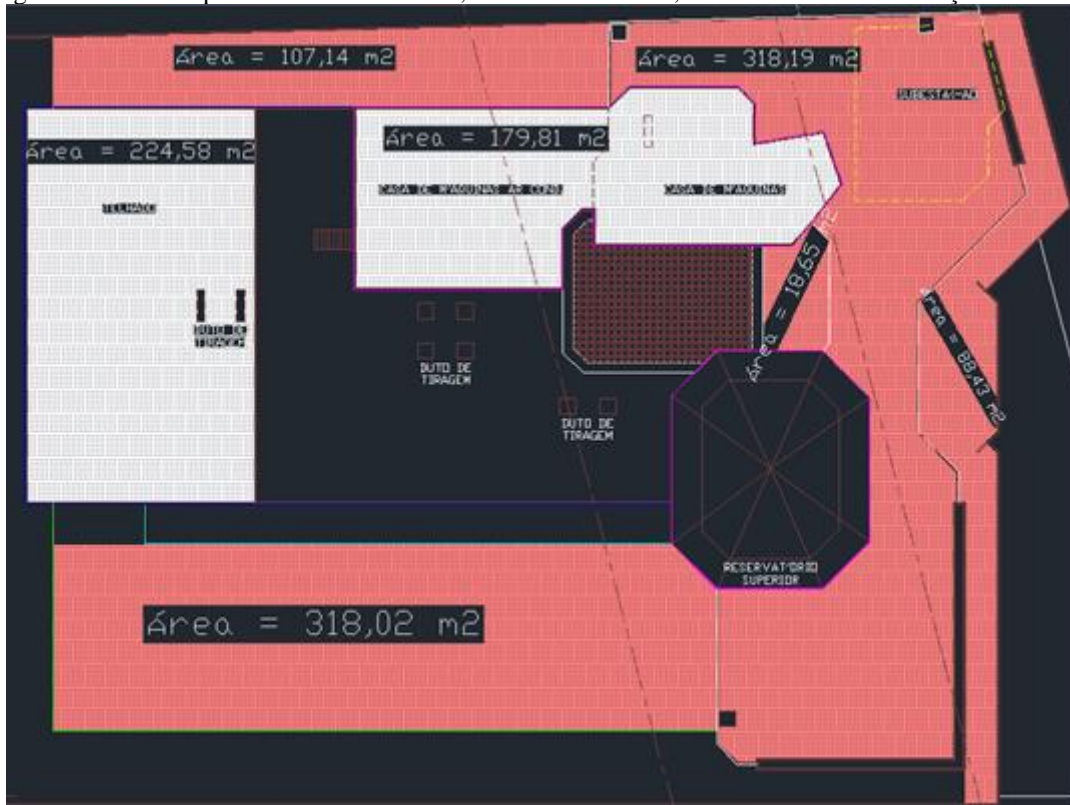 Área = 107,14 m2
Área = 318,19 m2
SUBESTAÇÃO
Área = 224,58 m2
Área = 179,81 m2
TELHADO
CASA DE MÁQUINAS AR COND.
CASA DE MÁQUINAS
Área = 18,65 m2
Área = 88,43 m2
DUTO DE
TIRAGEM
DUTO DE
TIRAGEM
DUTO DE
TIRAGEM
RESERVATÓRIO
SUPERIOR
Área = 318,02 m2